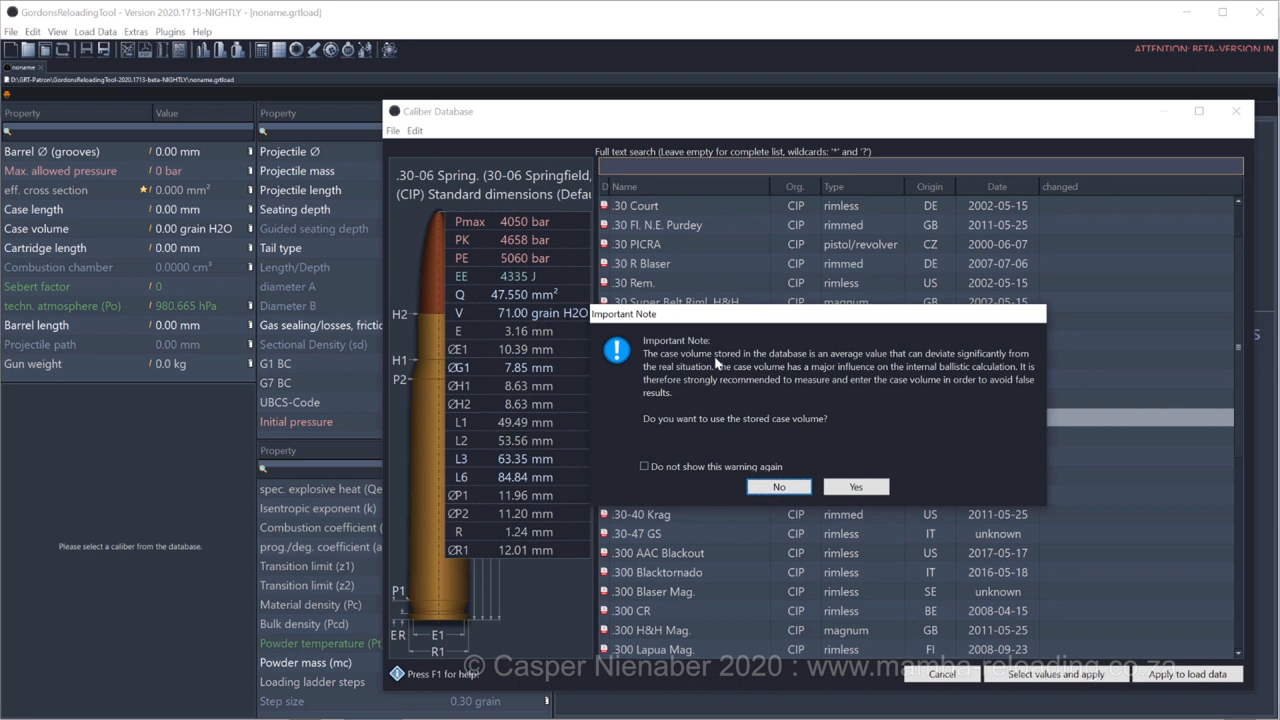 GordonsReloadingTool - Version 2020.1713-NIGHTLY - [noname.grtload]
File Edit View Load Data Extras Plugins Help
ATTENTION: BETA-VERSION IN
noname
D:\GRT-Patron\GordonsReloadingTool-2020.1713-beta-NIGHTLY\noname.grtload
Property Value
Barrel Ø (grooves) 0.00 mm
Max. allowed pressure 0 bar
eff. cross section 0.000 mm²
Case length 0.00 mm
Case volume 0.00 grain H2O
Cartridge length 0.00 mm
Combustion chamber 0.0000 cm³
Sebert factor 0
techn. atmosphere (Po) 980.665 hPa
Barrel length 0.00 mm
Projectile path 0.00 mm
Gun weight 0.0 kg
Please select a caliber from the database.
Property
Projectile Ø
Projectile mass
Projectile length
Seating depth
Guided seating depth
Tail type
Length/Depth
diameter A
Diameter B
Gas sealing/losses, frictio
Sectional Density (sd)
G1 BC
G7 BC
UBCS-Code
Initial pressure
Property
spec. explosive heat (Qe
Isentropic exponent (k)
Combustion coefficient (
prog./deg. coefficient (a
Transition limit (z1)
Transition limit (z2)
Material density (Pc)
Bulk density (Pcd)
Powder temperature (Pt
Powder mass (mc)
Loading ladder steps
Step size 0.30 grain
Caliber Database
File Edit
.30-06 Spring. (30-06 Springfield,
(CIP) Standard dimensions (Defau
Pmax 4050 bar
PK 4658 bar
PE 5060 bar
EE 4335 J
Q 47.550 mm²
V 71.00 grain H2O
E 3.16 mm
ØE1 10.39 mm
ØG1 7.85 mm
ØH1 8.63 mm
ØH2 8.63 mm
L1 49.49 mm
L2 53.56 mm
L3 63.35 mm
L6 84.84 mm
ØP1 11.96 mm
ØP2 11.20 mm
R 1.24 mm
ØR1 12.01 mm
H2
H1
P2
P1
ER E1
R1
Press F1 for help!
Full text search (Leave empty for complete list, wildcards: '*' and '?')
D Name Org. Type Origin Date changed
.30 Court CIP rimless DE 2002-05-15
.30 Fl. N.E. Purdey CIP rimmed GB 2011-05-25
.30 PICRA CIP pistol/revolver CZ 2000-06-07
.30 R Blaser CIP rimmed DE 2007-07-06
.30 Rem. CIP rimless US 2002-05-15
.30 Super Belt Riml. H&H CIP magnum GB 2002-05-15
Important Note
Important Note:
The case volume stored in the database is an average value that can deviate significantly from
the real situation. The case volume has a major influence on the internal ballistic calculation. It is
therefore strongly recommended to measure and enter the case volume in order to avoid false
results.
Do you want to use the stored case volume?
Do not show this warning again
No Yes
.30-40 Krag CIP rimmed US 2011-05-25
.30-47 GS CIP rimless IT unknown
.300 AAC Blackout CIP rimless US 2017-05-17
.300 Blacktornado CIP rimless IT 2016-05-18
.300 Blaser Mag. CIP rimless SE unknown
.300 CR CIP rimless BE 2008-04-15
.300 H&H Mag. CIP magnum GB 2011-05-25
.300 Lapua Mag. CIP rimless FI 2008-09-23
© Casper Nienaber 2020 : www.mamba-reloading.co.za
Cancel Select values and apply Apply to load data